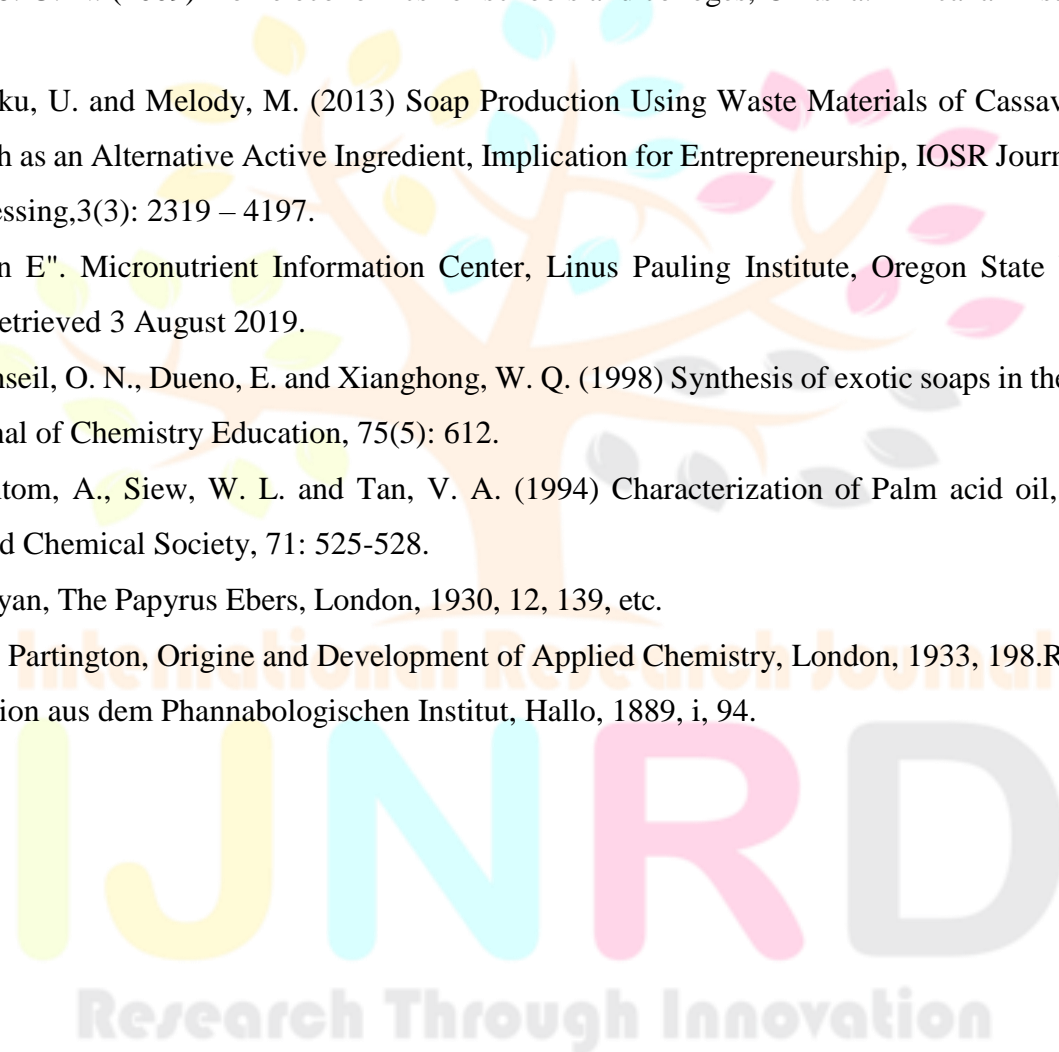 ku, U. and Melody, M. (2013) Soap Production Using Waste Materials of Cassav
h as an Alternative Active Ingredient, Implication for Entrepreneurship, IOSR Journ
essing,3(3): 2319 – 4197.
n E". Micronutrient Information Center, Linus Pauling Institute, Oregon State
etrieved 3 August 2019.
nseil, O. N., Dueno, E. and Xianghong, W. Q. (1998) Synthesis of exotic soaps in the
nal of Chemistry Education, 75(5): 612.
tom, A., Siew, W. L. and Tan, V. A. (1994) Characterization of Palm acid oil,
d Chemical Society, 71: 525-528.
yan, The Papyrus Ebers, London, 1930, 12, 139, etc.
Partington, Origine and Development of Applied Chemistry, London, 1933, 198.R
International Research Journal
ion aus dem Phannabologischen Institut, Hallo, 1889, i, 94.
IJNRD
Research Through Innovation